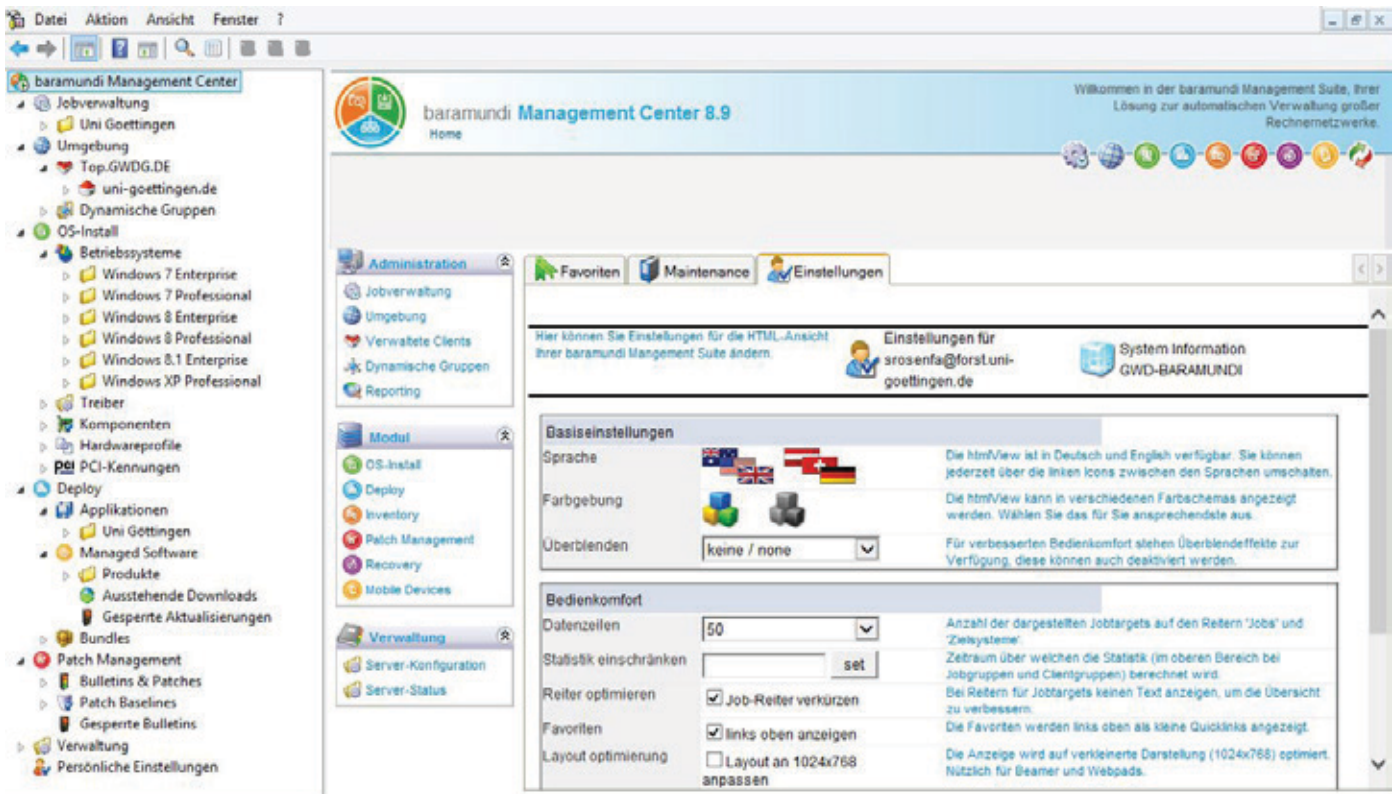 Datei Aktion Ansicht Fenster ?
baramundi Management Center
Jobverwaltung
Uni Goettingen
Umgebung
Top.GWDG.DE
uni-goettingen.de
Dynamische Gruppen
OS-Install
Betriebssysteme
Windows 7 Enterprise
Windows 7 Professional
Windows 8 Enterprise
Windows 8 Professional
Windows 8.1 Enterprise
Windows XP Professional
Treiber
Komponenten
Hardwareprofile
PCI PCI-Kennungen
Deploy
Applikationen
Uni Göttingen
Managed Software
Produkte
Ausstehende Downloads
Gesperrte Aktualisierungen
Bundles
Patch Management
Bulletins & Patches
Patch Baselines
Gesperrte Bulletins
Verwaltung
Persönliche Einstellungen
baramundi Management Center 8.9
Home
Willkommen in der baramundi Management Suite, Ihrer
Lösung zur automatischen Verwaltung großer
Rechnernetzwerke.
Administration
Jobverwaltung
Umgebung
Verwaltete Clients
Dynamische Gruppen
Reporting
Modul
OS-Install
Deploy
Inventory
Patch Management
Recovery
Mobile Devices
Verwaltung
Server-Konfiguration
Server-Status
Favoriten Maintenance Einstellungen
Hier können Sie Einstellungen für die HTML-Ansicht
Ihrer baramundi Mangement Suite ändern.
Einstellungen für
srosenfa@forst.uni-
goettingen.de
System Information
GWD-BARAMUNDI
Basiseinstellungen
Sprache
Die htmlView ist in Deutsch und English verfügbar. Sie können
jederzeit über die linken Icons zwischen den Sprachen umschalten.
Farbgebung
Die htmlView kann in verschiedenen Farbschemas angezeigt
werden. Wählen Sie das für Sie ansprechendste aus.
Überblenden keine / none
Für verbesserten Bedienkomfort stehen Überblendeffekte zur
Verfügung, diese können auch deaktiviert werden.
Bedienkomfort
Datenzeilen 50
Anzahl der dargestellten Jobtargets auf den Reitern 'Jobs' und
'Zielsysteme'.
Statistik einschränken set
Zeitraum über welchen die Statistik (im oberen Bereich bei
Jobgruppen und Clientgruppen) berechnet wird.
Reiter optimieren Job-Reiter verkürzen
Bei Reitern für Jobtargets keinen Text anzeigen, um die Übersicht
zu verbessern.
Favoriten links oben anzeigen
Die Favoriten werden links oben als kleine Quicklinks angezeigt.
Layout optimierung Layout an 1024x768
anpassen
Die Anzeige wird auf verkleinerte Darstellung (1024x768) optimiert.
Nützlich für Beamer und Webpads.